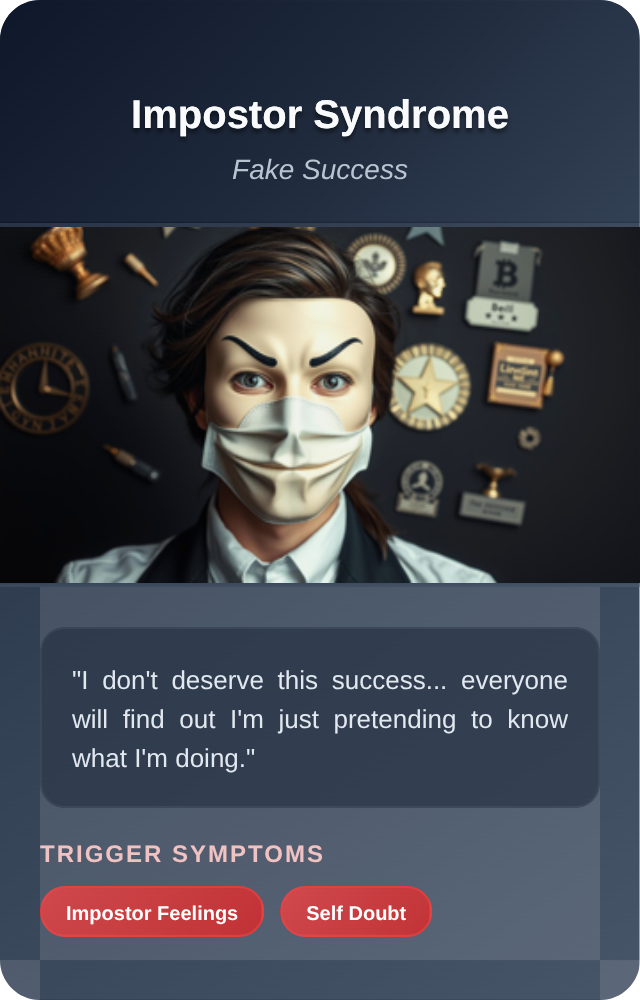 Impostor Syndrome
Fake Success
"I don't deserve this success... everyone
will find out I'm just pretending to know
what I'm doing."
TRIGGER SYMPTOMS
Impostor Feelings
Self Doubt